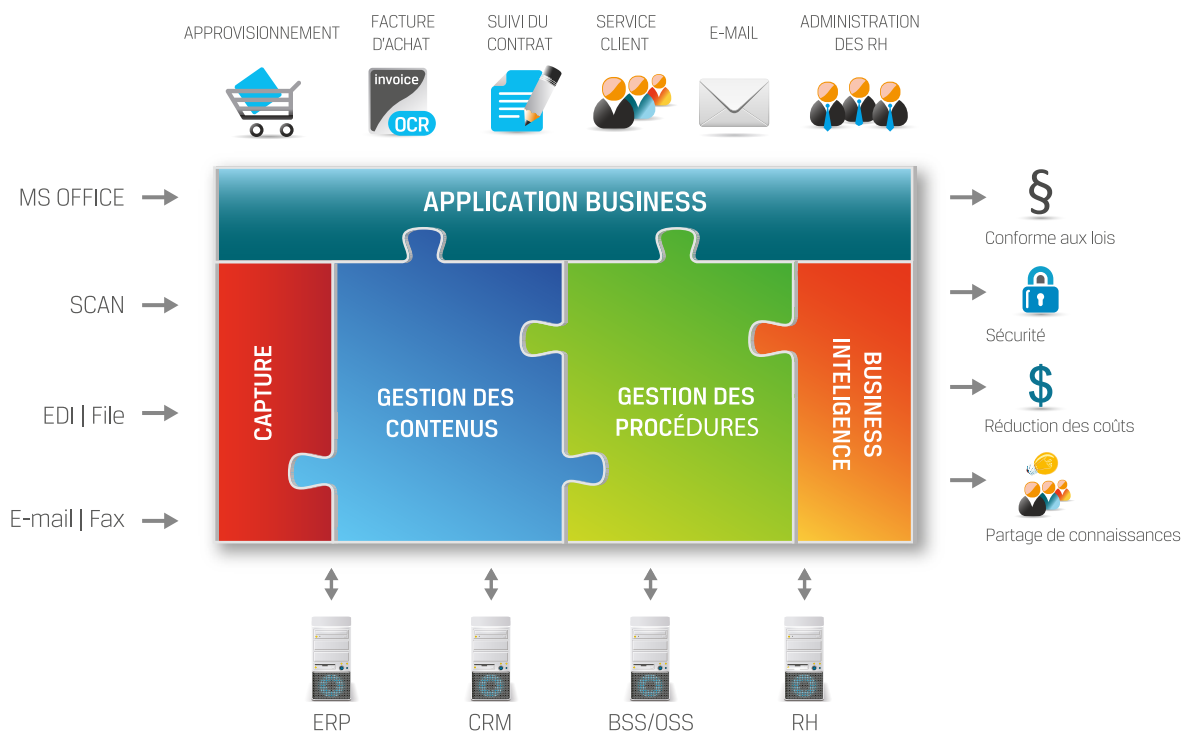 APPROVISIONNEMENT
FACTURE
D'ACHAT
SUIVI DU
CONTRAT
SERVICE
CLIENT
E-MAIL
ADMINISTRATION
DES RH
invoice
OCR
MS OFFICE
SCAN
EDI | File
E-mail | Fax
APPLICATION BUSINESS
CAPTURE
GESTION DES
CONTENUS
GESTION DES
PROCÉDURES
BUSINESS
INTELIGENCE
§
Conforme aux lois
Sécurité
$
Réduction des coûts
Partage de connaissances
ERP
CRM
BSS/OSS
RH